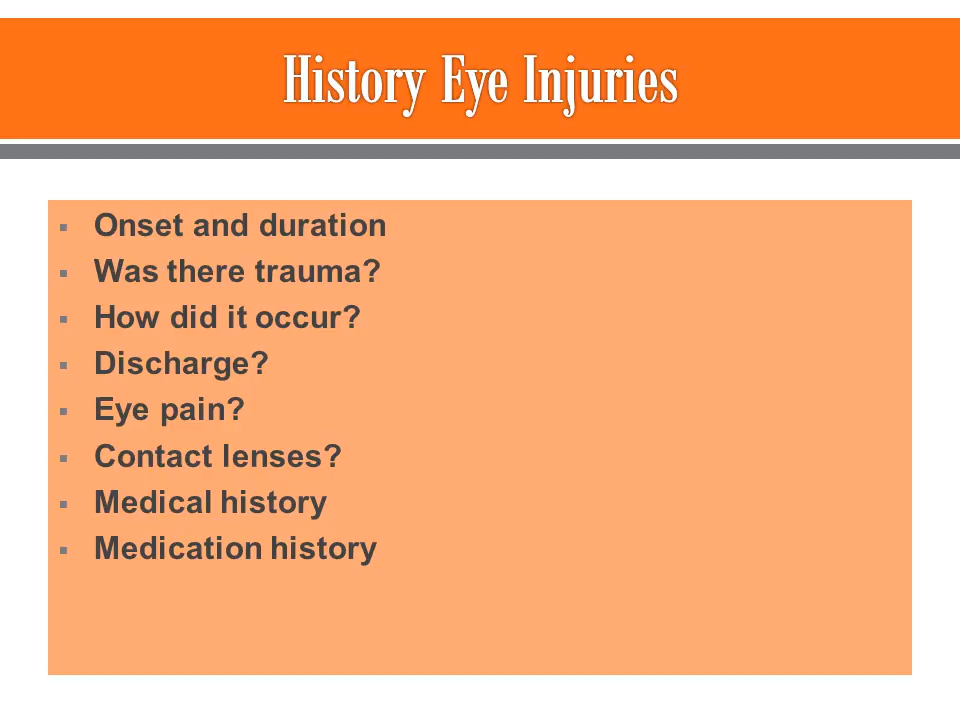 History Eye Injuries
▪ Onset and duration
▪ Was there trauma?
▪ How did it occur?
▪ Discharge?
▪ Eye pain?
▪ Contact lenses?
▪ Medical history
▪ Medication history